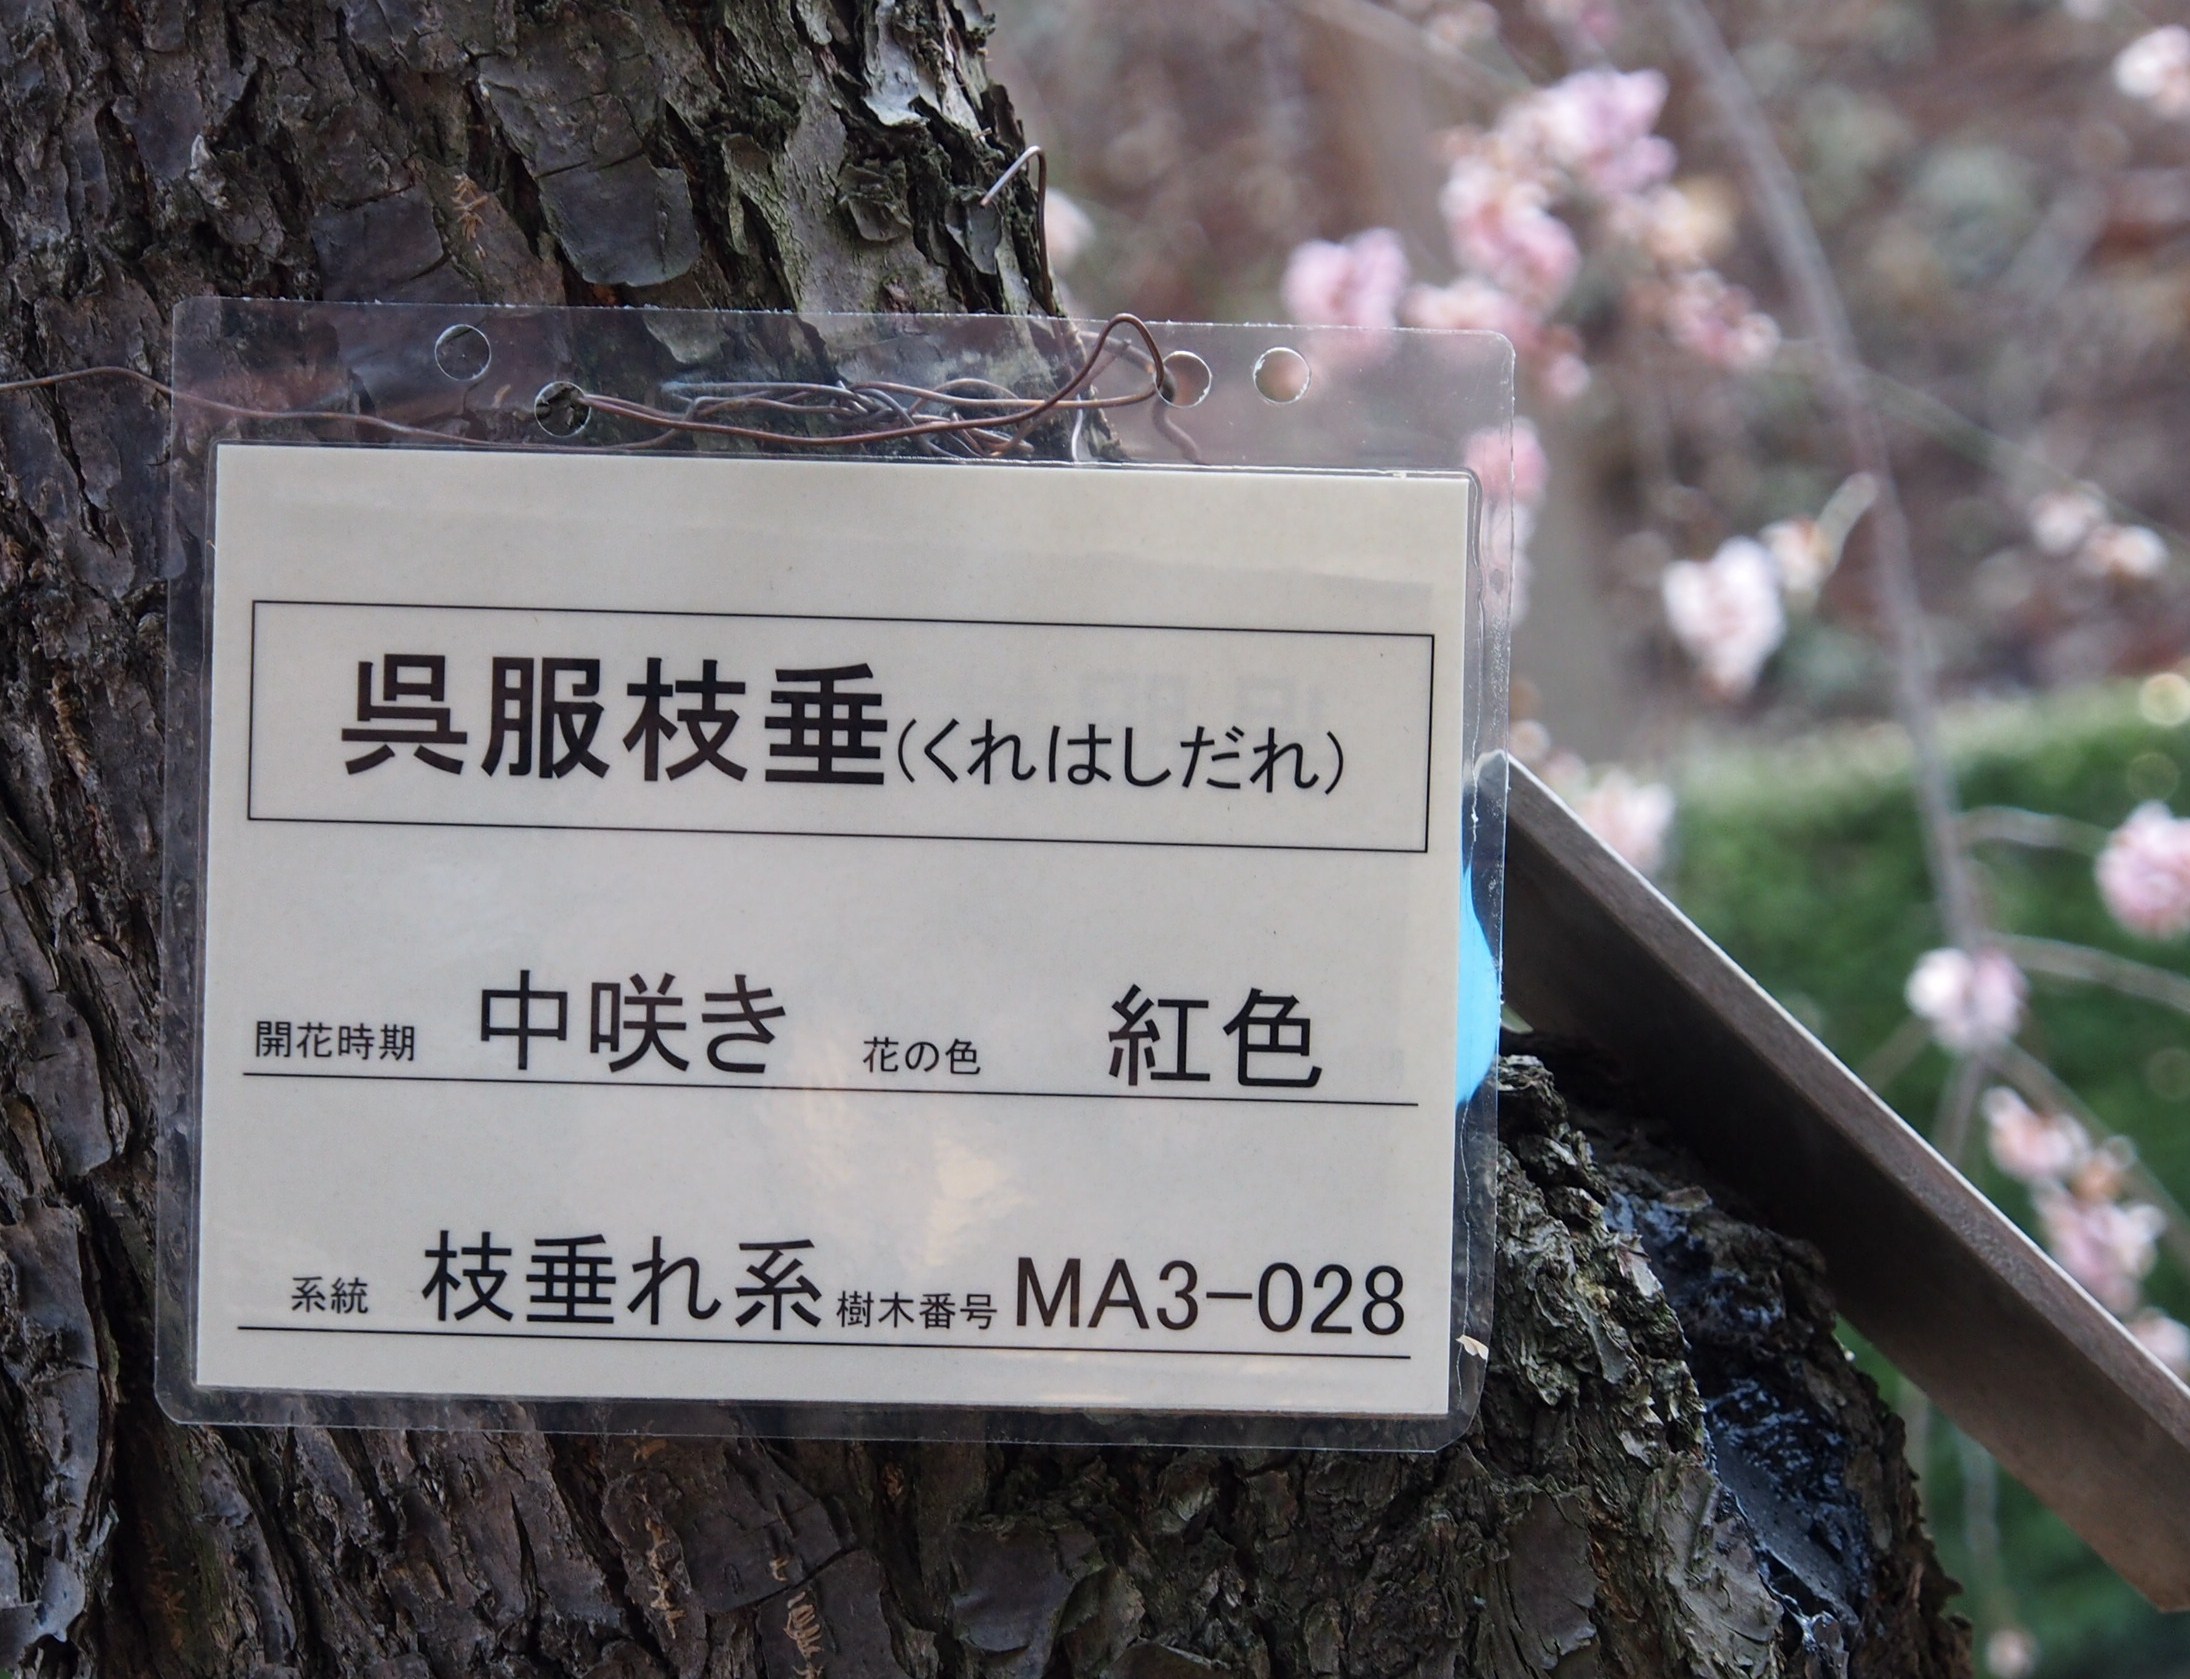 呉服枝垂(くれはしだれ)
開花時期 中咲き 花の色 紅色
系統 枝垂れ系 樹木番号 MA3-028